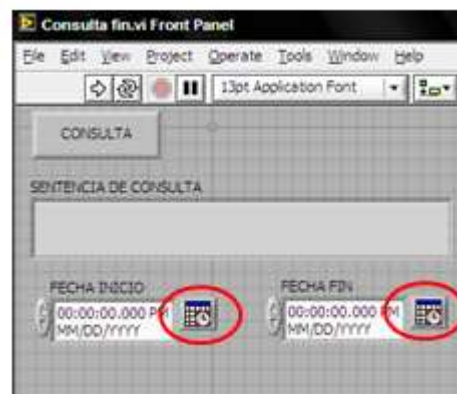 Consulta fin.vi Front Panel
File Edit View Project Operate Tools Window Help
13pt Application Font
CONSULTA
SENTENCIA DE CONSULTA
FECHA INICIO FECHA FIN
00:00:00.000 PM 00:00:00.000 PM
MM/DD/YYYY MM/DD/YYYY